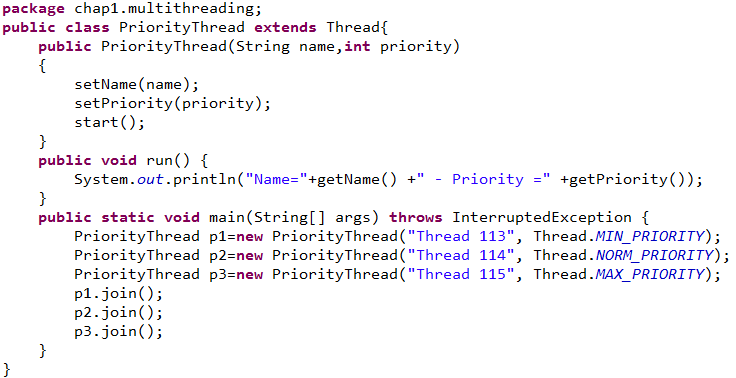 package chap1.multithreading;
public class PriorityThread extends Thread{
    public PriorityThread(String name,int priority)
    {
        setName(name);
        setPriority(priority);
        start();
    }
    public void run() {
        System.out.println("Name="+getName() +" - Priority =" +getPriority());
    }
    public static void main(String[] args) throws InterruptedException {
        PriorityThread p1=new PriorityThread("Thread 113", Thread.MIN_PRIORITY);
        PriorityThread p2=new PriorityThread("Thread 114", Thread.NORM_PRIORITY);
        PriorityThread p3=new PriorityThread("Thread 115", Thread.MAX_PRIORITY);
        p1.join();
        p2.join();
        p3.join();
    }
}